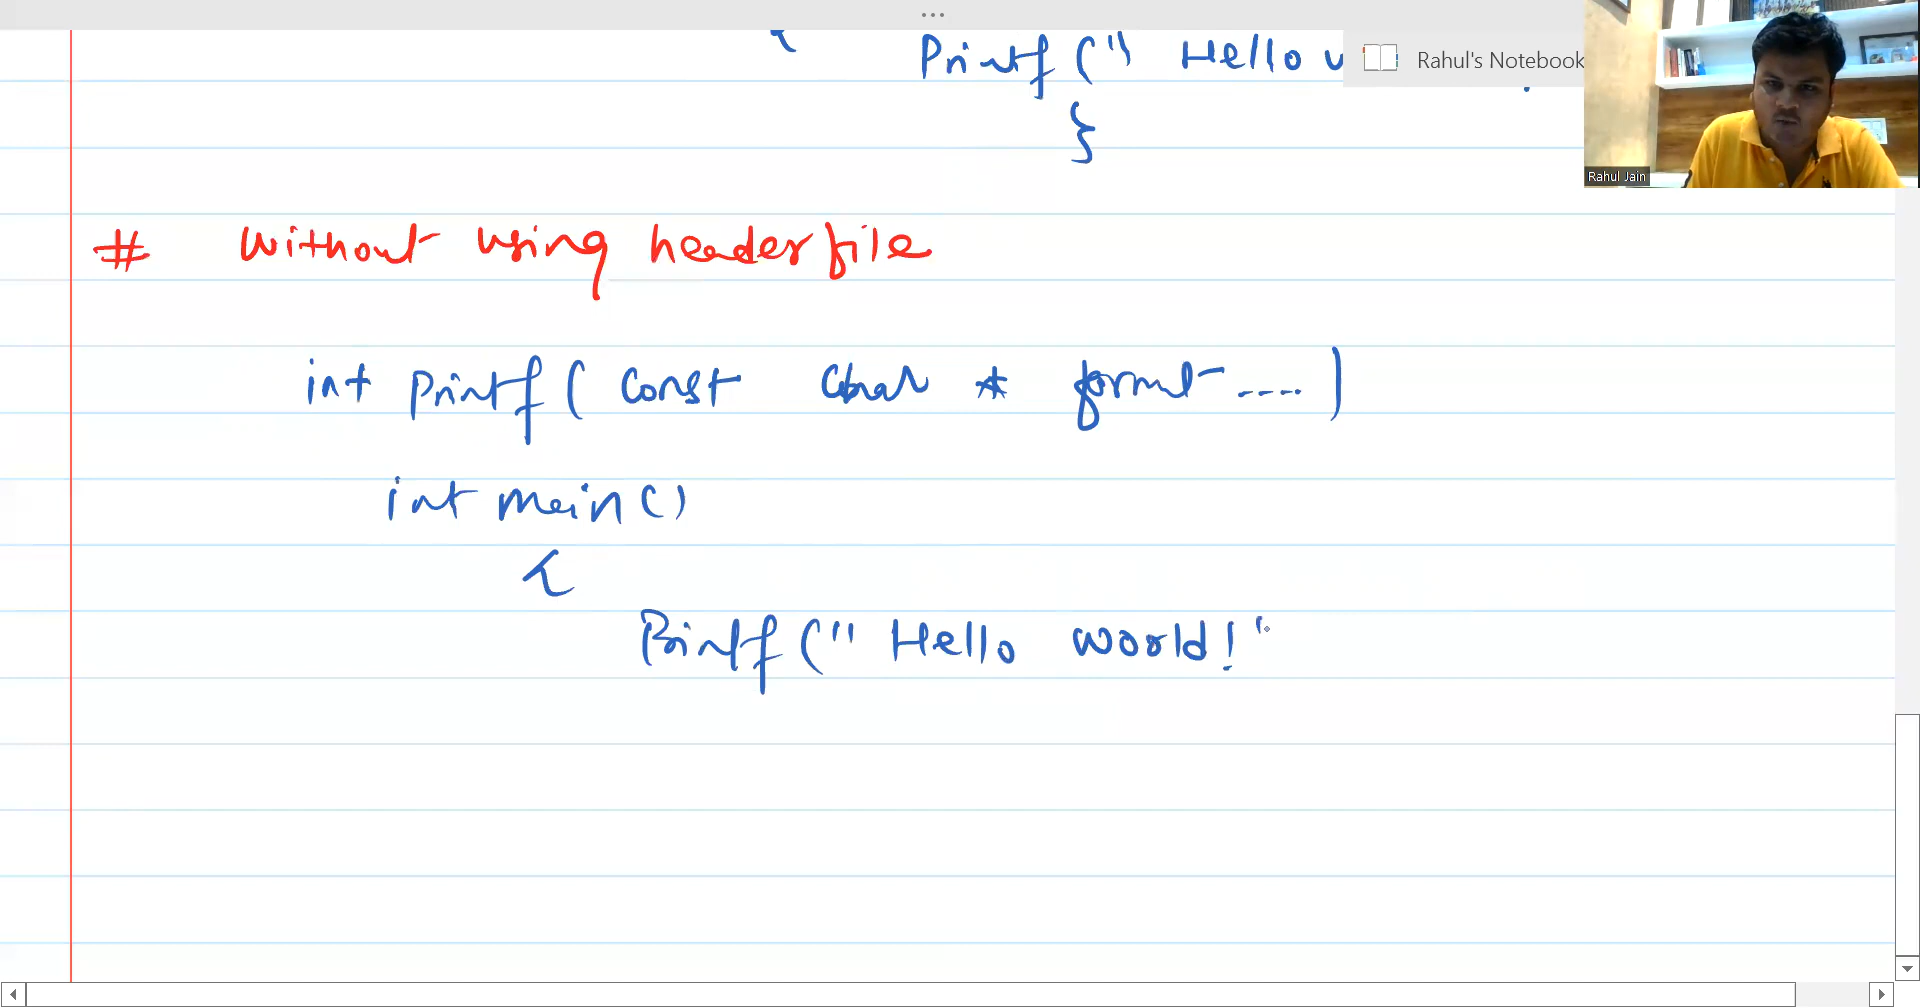 Printf (" Hello w
Rahul's Notebook
}
Rahul Jain
# without using header file
int printf ( const char * format .... )
int main ()
{
Printf (" Hello world! "